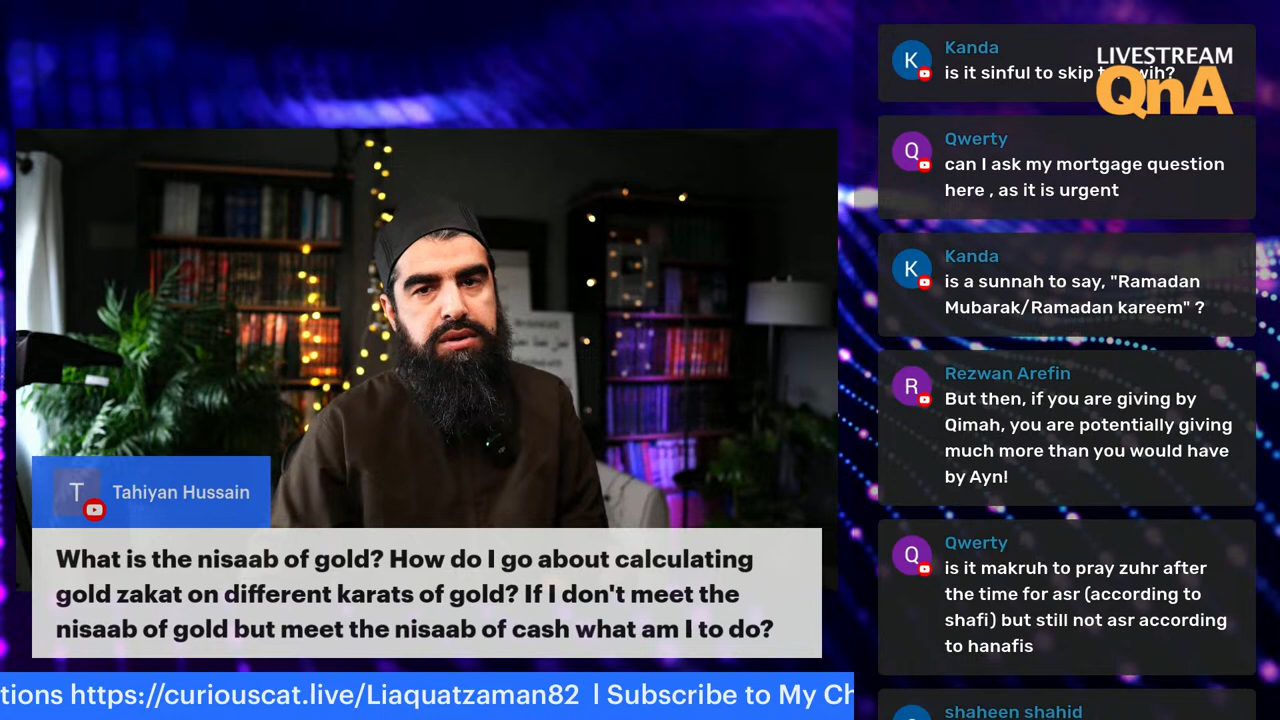 Tahiyan Hussain
What is the nisaab of gold? How do I go about calculating
gold zakat on different karats of gold? If I don't meet the
nisaab of gold but meet the nisaab of cash what am I to do?
tions https://curiouscat.live/Liaquatzaman82 | Subscribe to My Ch
LIVESTREAM
QnA
Kanda
is it sinful to skip
Qwerty
can I ask my mortgage question
here , as it is urgent
Kanda
is a sunnah to say, "Ramadan
Mubarak/Ramadan kareem" ?
Rezwan Arefin
But then, if you are giving by
Qimah, you are potentially giving
much more than you would have
by Ayn!
Qwerty
is it makruh to pray zuhr after
the time for asr (according to
shafi) but still not asr according
to hanafis
shaheen shahid